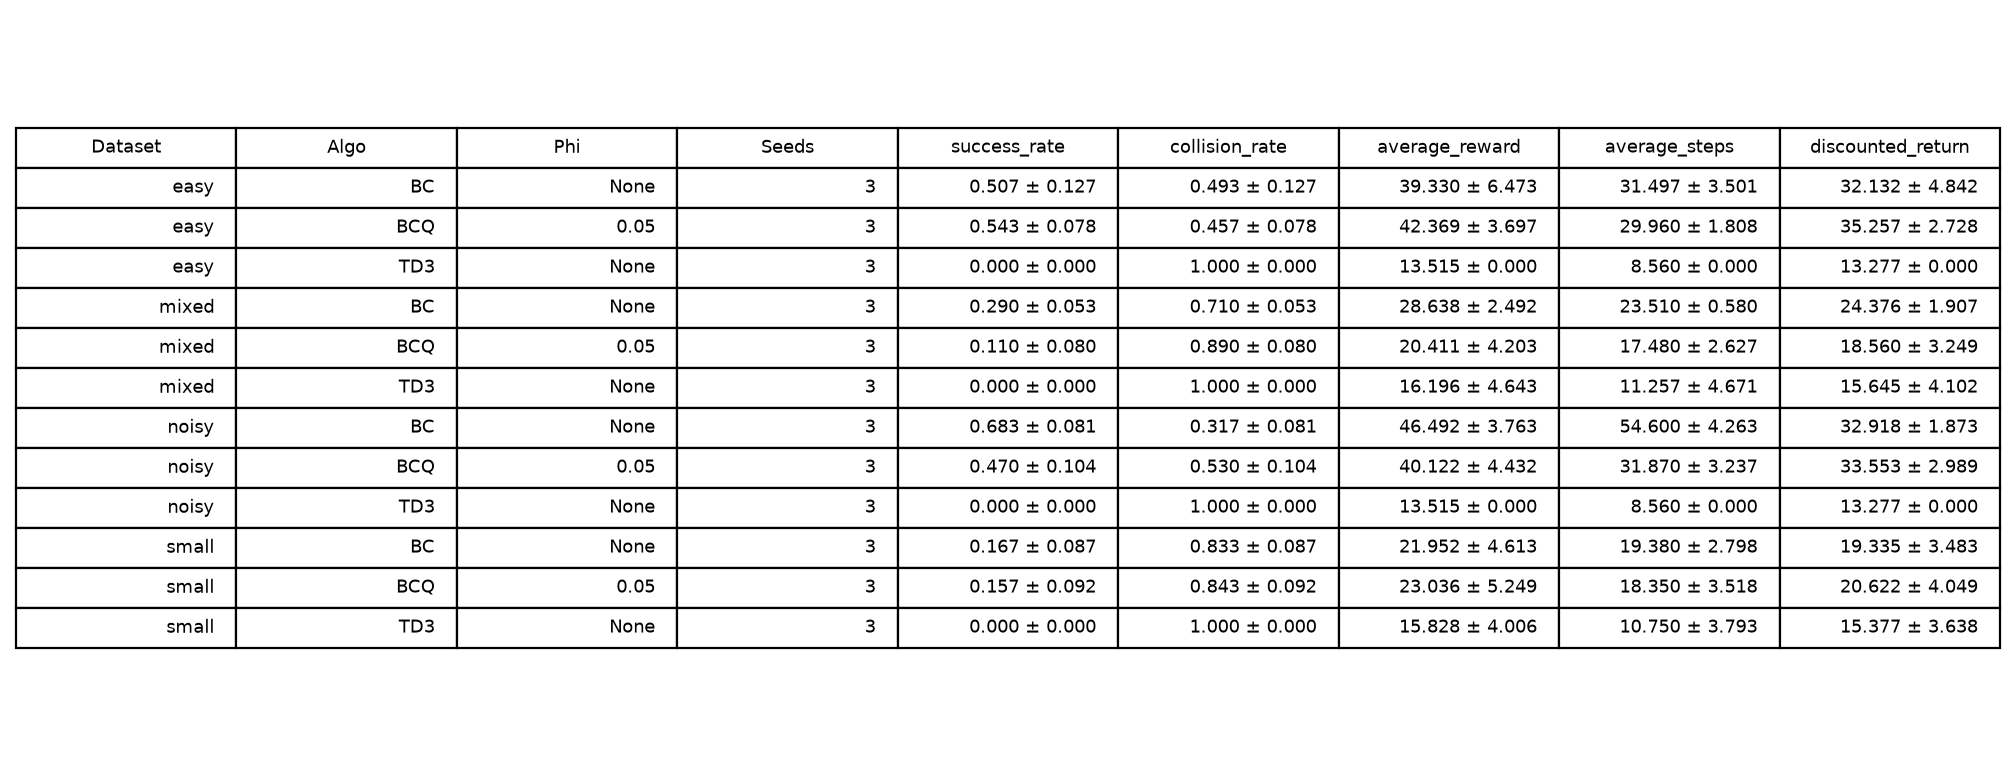 Dataset Algo Phi Seeds success_rate collision_rate average_reward average_steps discounted_return
easy BC None 3 0.507 ± 0.127 0.493 ± 0.127 39.330 ± 6.473 31.497 ± 3.501 32.132 ± 4.842
easy BCQ 0.05 3 0.543 ± 0.078 0.457 ± 0.078 42.369 ± 3.697 29.960 ± 1.808 35.257 ± 2.728
easy TD3 None 3 0.000 ± 0.000 1.000 ± 0.000 13.515 ± 0.000 8.560 ± 0.000 13.277 ± 0.000
mixed BC None 3 0.290 ± 0.053 0.710 ± 0.053 28.638 ± 2.492 23.510 ± 0.580 24.376 ± 1.907
mixed BCQ 0.05 3 0.110 ± 0.080 0.890 ± 0.080 20.411 ± 4.203 17.480 ± 2.627 18.560 ± 3.249
mixed TD3 None 3 0.000 ± 0.000 1.000 ± 0.000 16.196 ± 4.643 11.257 ± 4.671 15.645 ± 4.102
noisy BC None 3 0.683 ± 0.081 0.317 ± 0.081 46.492 ± 3.763 54.600 ± 4.263 32.918 ± 1.873
noisy BCQ 0.05 3 0.470 ± 0.104 0.530 ± 0.104 40.122 ± 4.432 31.870 ± 3.237 33.553 ± 2.989
noisy TD3 None 3 0.000 ± 0.000 1.000 ± 0.000 13.515 ± 0.000 8.560 ± 0.000 13.277 ± 0.000
small BC None 3 0.167 ± 0.087 0.833 ± 0.087 21.952 ± 4.613 19.380 ± 2.798 19.335 ± 3.483
small BCQ 0.05 3 0.157 ± 0.092 0.843 ± 0.092 23.036 ± 5.249 18.350 ± 3.518 20.622 ± 4.049
small TD3 None 3 0.000 ± 0.000 1.000 ± 0.000 15.828 ± 4.006 10.750 ± 3.793 15.377 ± 3.638